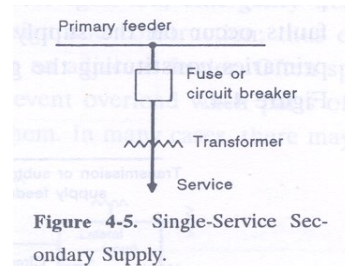 Primary feeder
Fuse or
circuit breaker
Transformer
Service
Figure 4-5. Single-Service Sec-
ondary Supply.